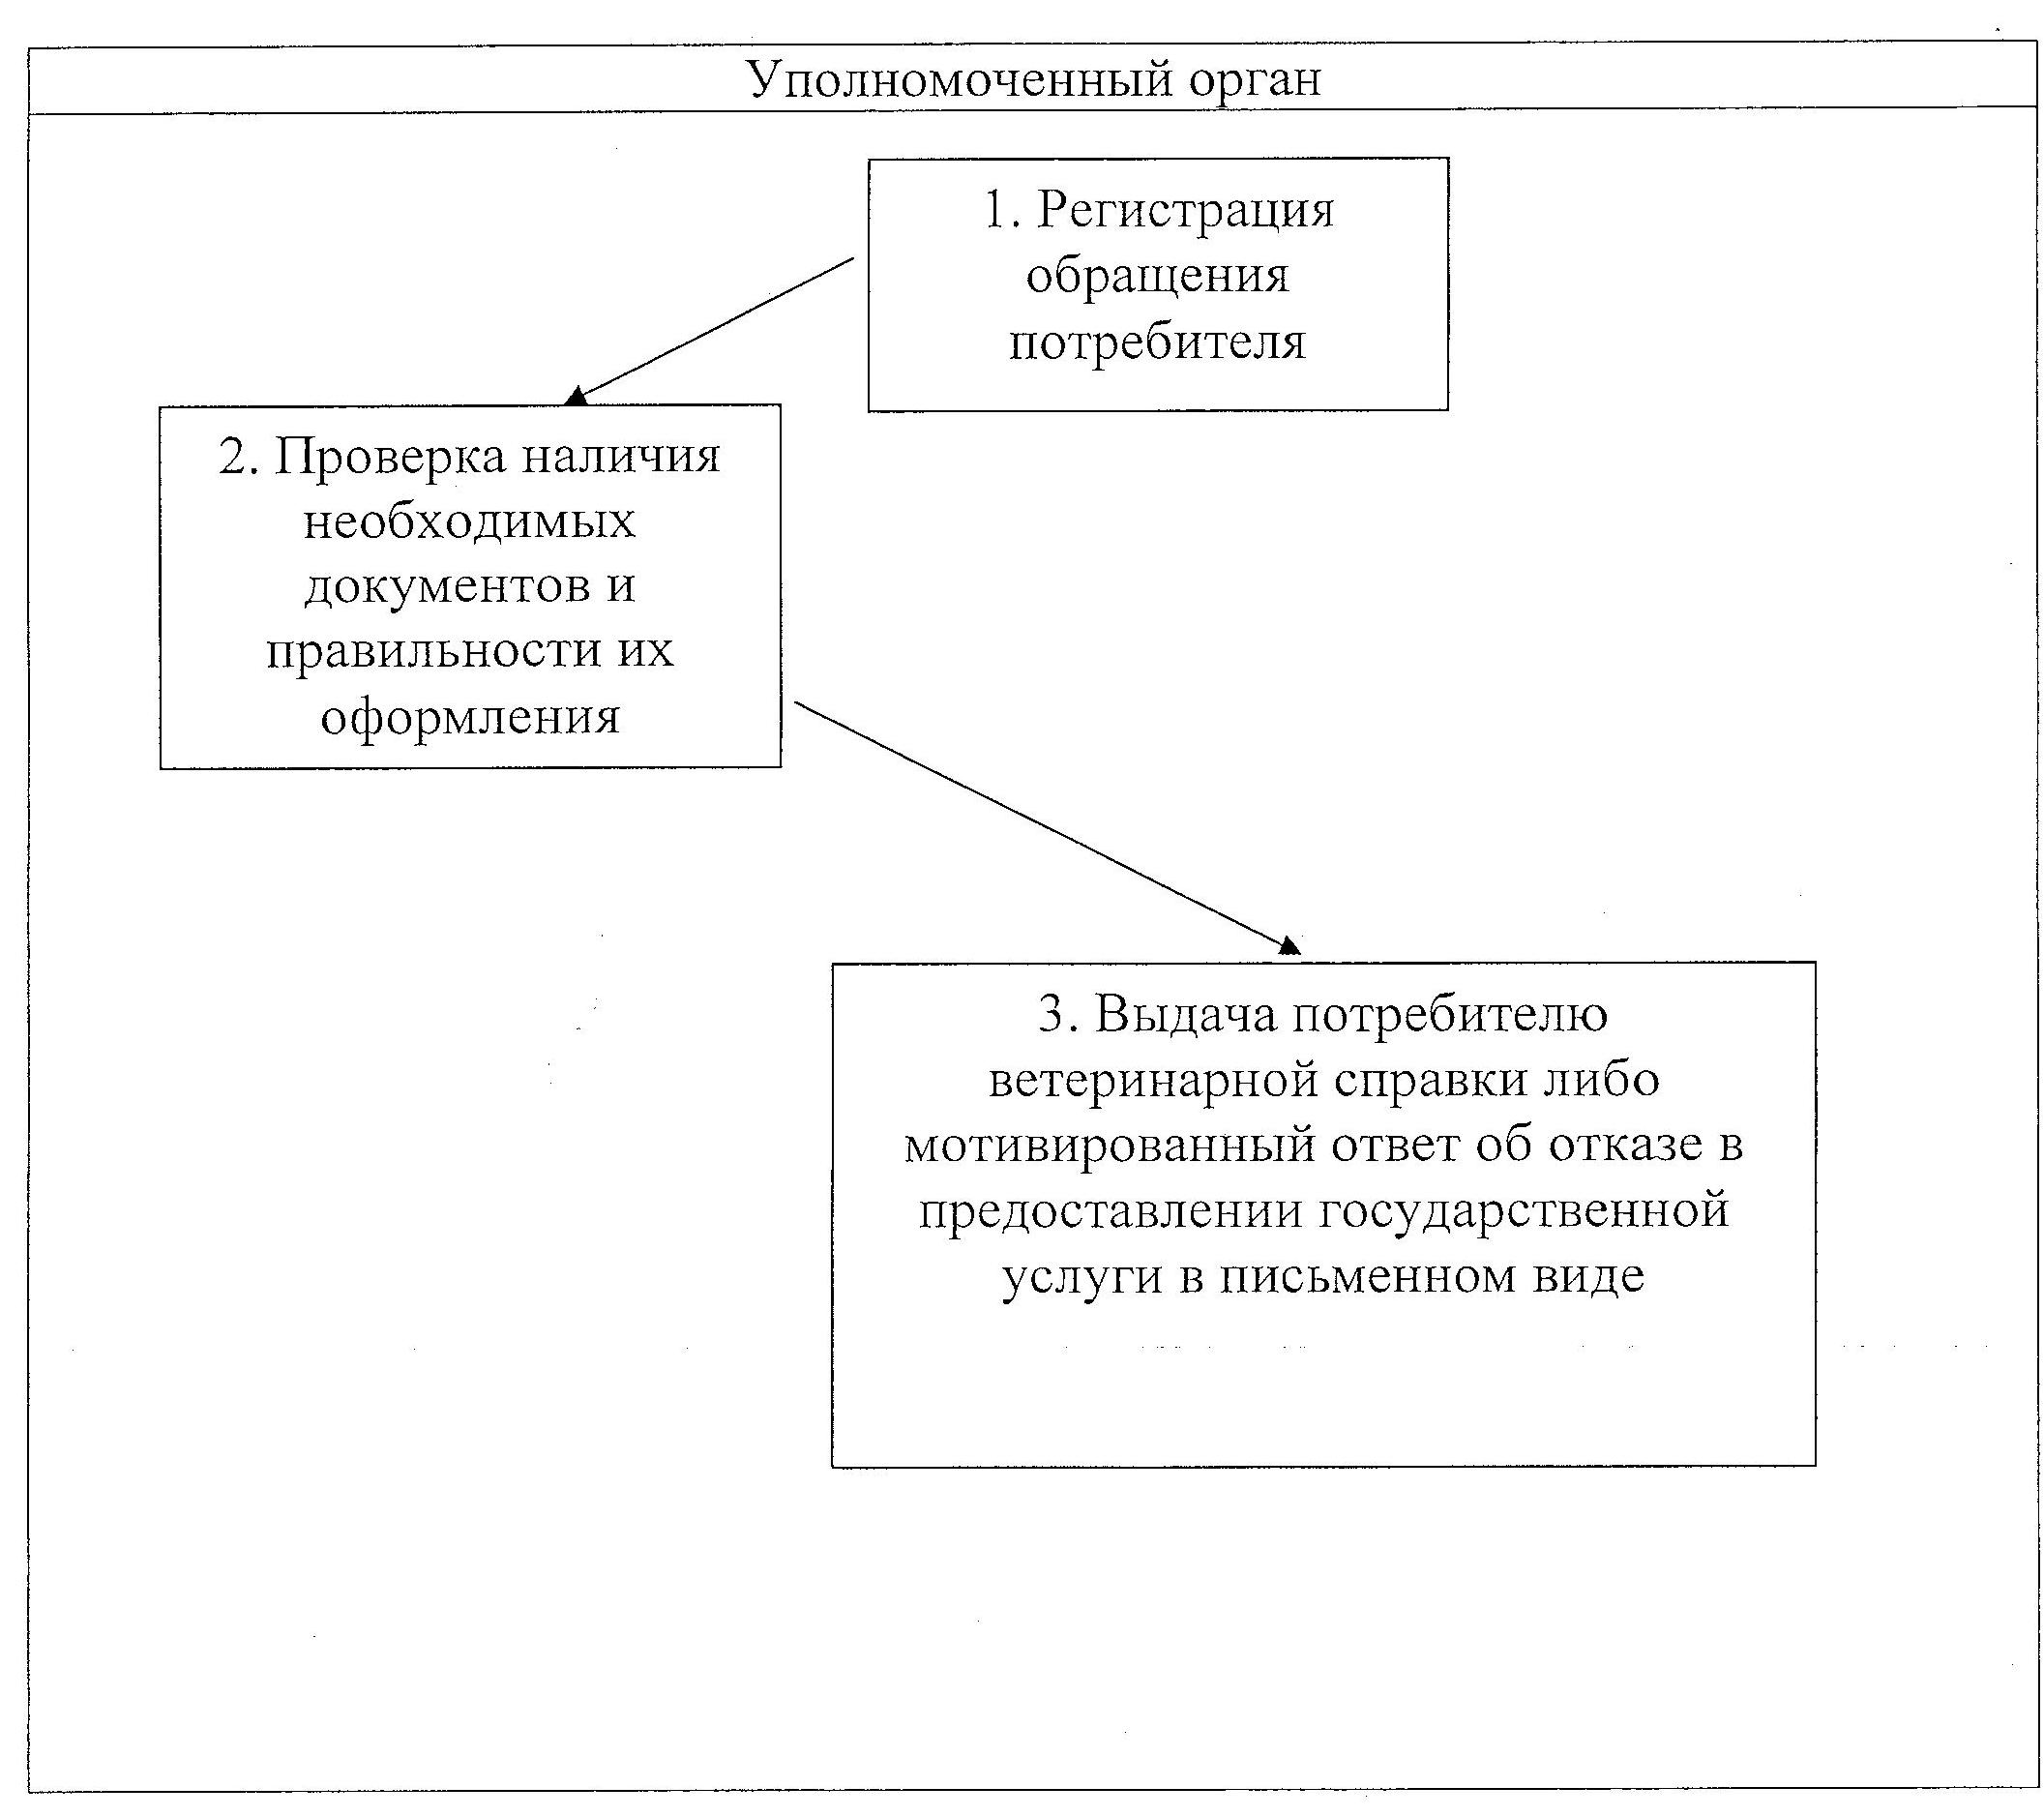 Уполномоченный орган
1. Регистрация
обращения
потребителя
2. Проверка наличия
необходимых
документов и
правильности их
оформления
3. Выдача потребителю
ветеринарной справки либо
мотивированный ответ об отказе в
предоставлении государственной
услуги в письменном виде